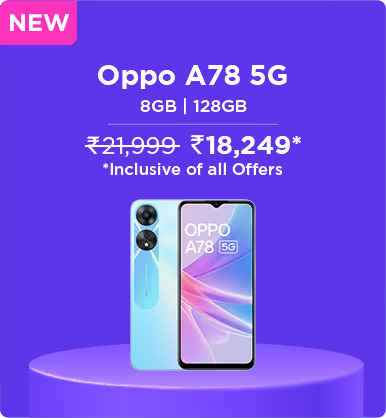 NEW
Oppo A78 5G
8GB | 128GB
₹21,999 ₹18,249*
*Inclusive of all Offers
OPPO
A78 5G